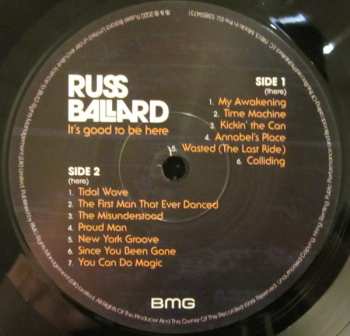 RUSS
BALLARD
It's good to be here
SIDE 1
(there)
1. My Awakening
2. Time Machine
3. Kickin' the Can
4. Annabel's Place
5. Wasted (The Last Ride)
6. Colliding
SIDE 2
(here)
1. Tidal Wave
2. The First Man That Ever Danced
3. The Misunderstood
4. Proud Man
5. New York Groove
6. Since You Been Gone
7. You Can Do Magic
BMG